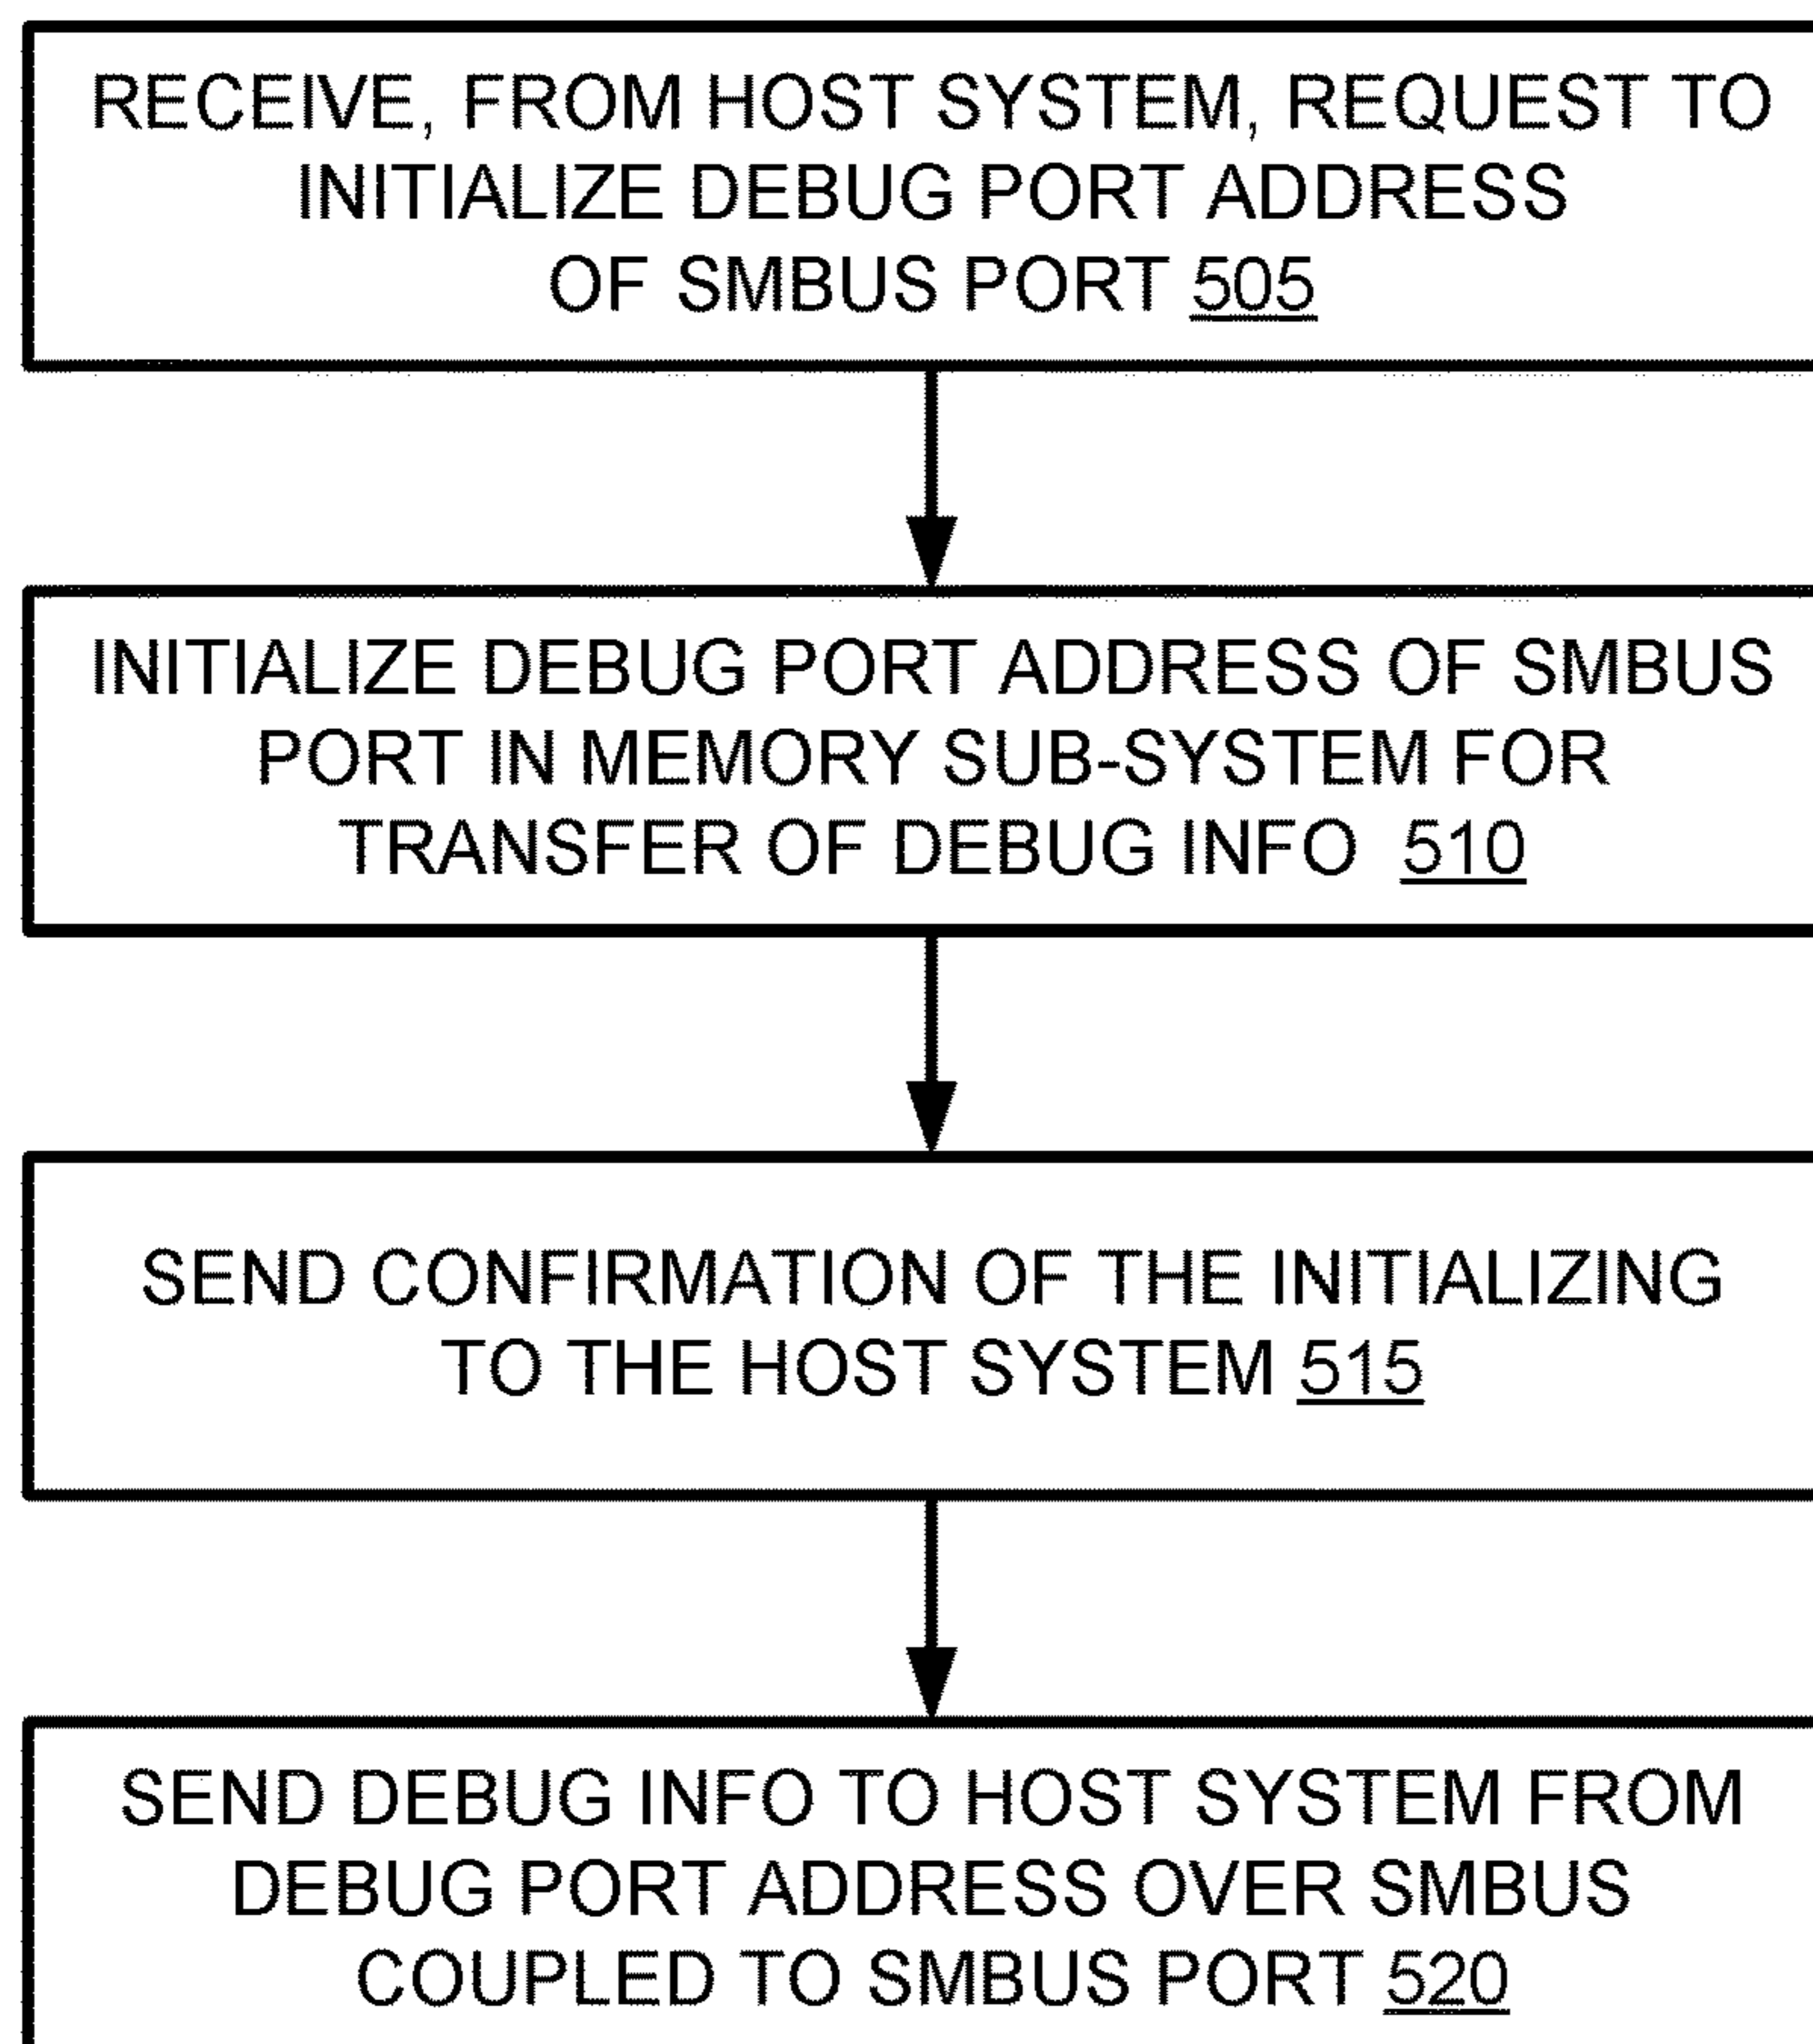 RECEIVE, FROM HOST SYSTEM, REQUEST TO
INITIALIZE DEBUG PORT ADDRESS
OF SMBUS PORT 505
INITIALIZE DEBUG PORT ADDRESS OF SMBUS
PORT IN MEMORY SUB-SYSTEM FOR
TRANSFER OF DEBUG INFO 510
SEND CONFIRMATION OF THE INITIALIZING
TO THE HOST SYSTEM 515
SEND DEBUG INFO TO HOST SYSTEM FROM
DEBUG PORT ADDRESS OVER SMBUS
COUPLED TO SMBUS PORT 520